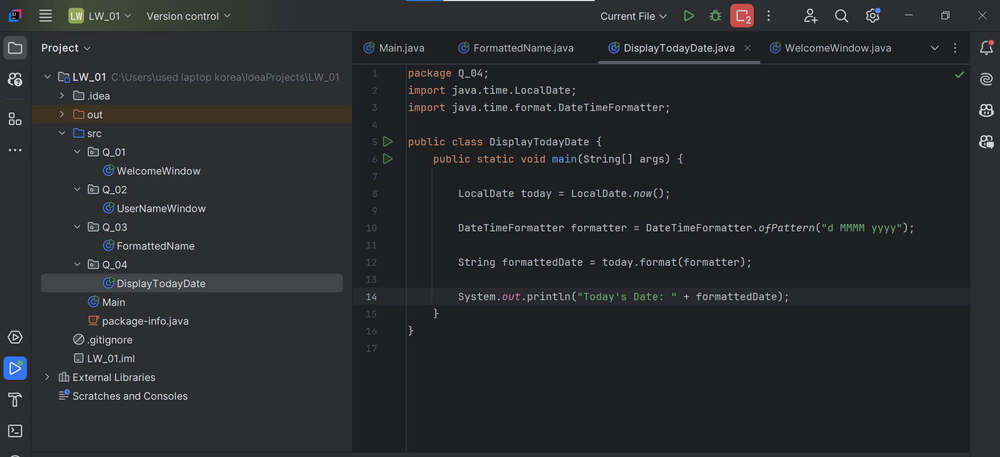 LW LW_01 Version control Current File 2
Project
Main.java FormattedName.java DisplayTodayDate.java WelcomeWindow.java
LW_01 C:\Users\used laptop korea\IdeaProjects\LW_01
.idea
out
src
Q_01
WelcomeWindow
Q_02
UserNameWindow
Q_03
FormattedName
Q_04
DisplayTodayDate
Main
package-info.java
.gitignore
LW_01.iml
External Libraries
Scratches and Consoles
1 package Q_04;
2 import java.time.LocalDate;
3 import java.time.format.DateTimeFormatter;
4
5 public class DisplayTodayDate {
6 public static void main(String[] args) {
7
8 LocalDate today = LocalDate.now();
9
10 DateTimeFormatter formatter = DateTimeFormatter.ofPattern("d MMMM yyyy");
11
12 String formattedDate = today.format(formatter);
13
14 System.out.println("Today's Date: " + formattedDate);
15 }
16 }
17